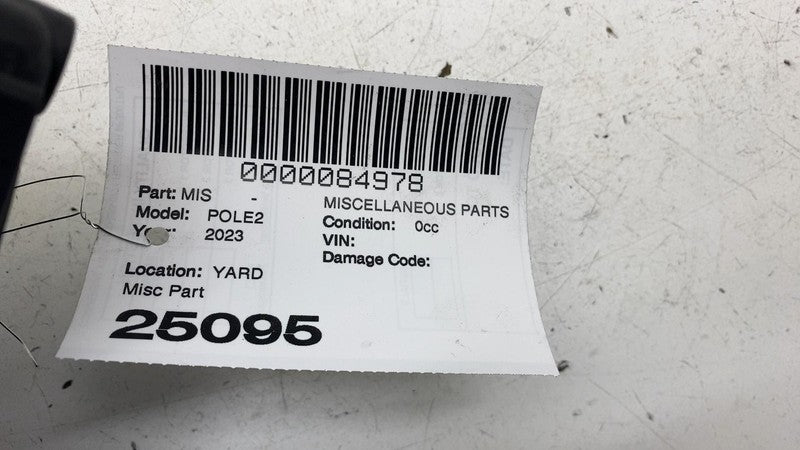 0000084978
Part: MIS -
MISCELLANEOUS PARTS
Model: POLE2
Condition: 0cc
2023
VIN:
Damage Code:
Location: YARD
Misc Part
25095